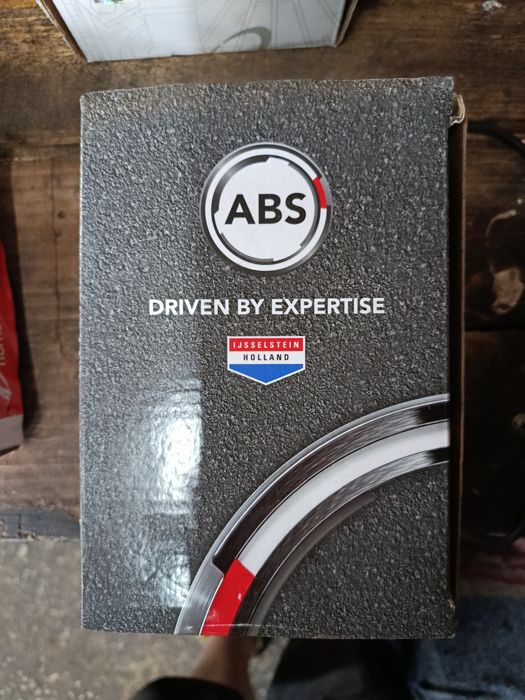 ABS
DRIVEN BY EXPERTISE
IJSSELSTEIN
HOLLAND